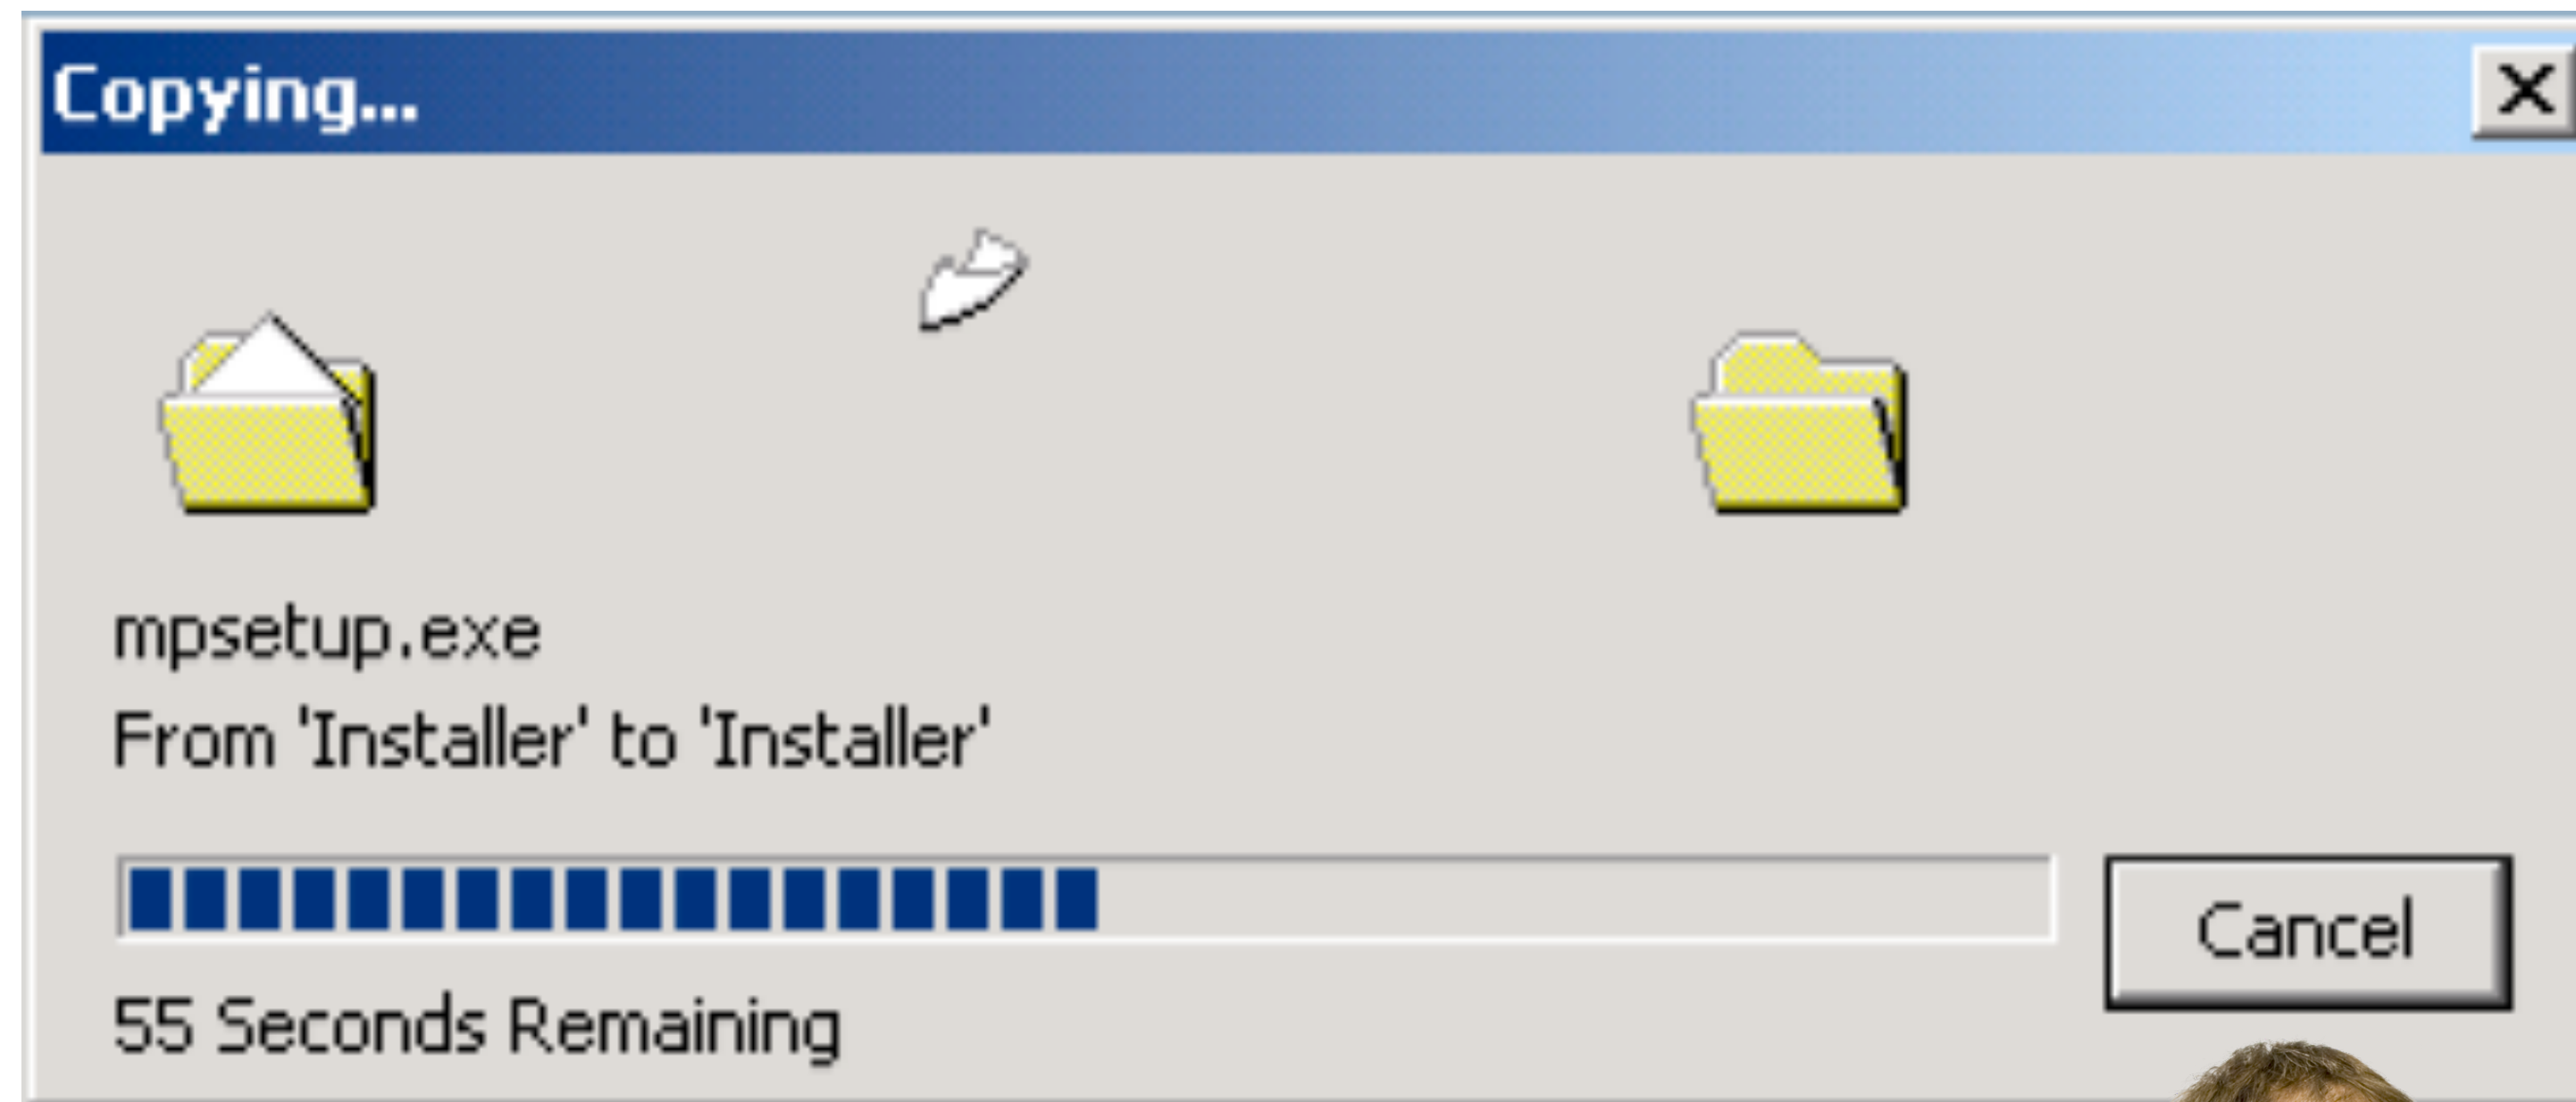 Copying...
mpsetup.exe
From 'Installer' to 'Installer'
Cancel
55 Seconds Remaining